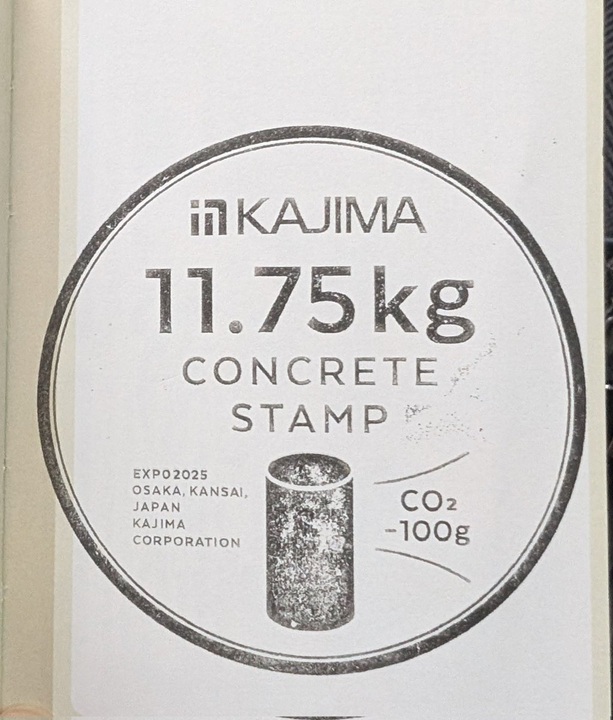 KAJIMA
11.75kg
CONCRETE
STAMP
EXPO2025
OSAKA, KANSAI,
JAPAN
KAJIMA
CORPORATION
CO₂
-100g